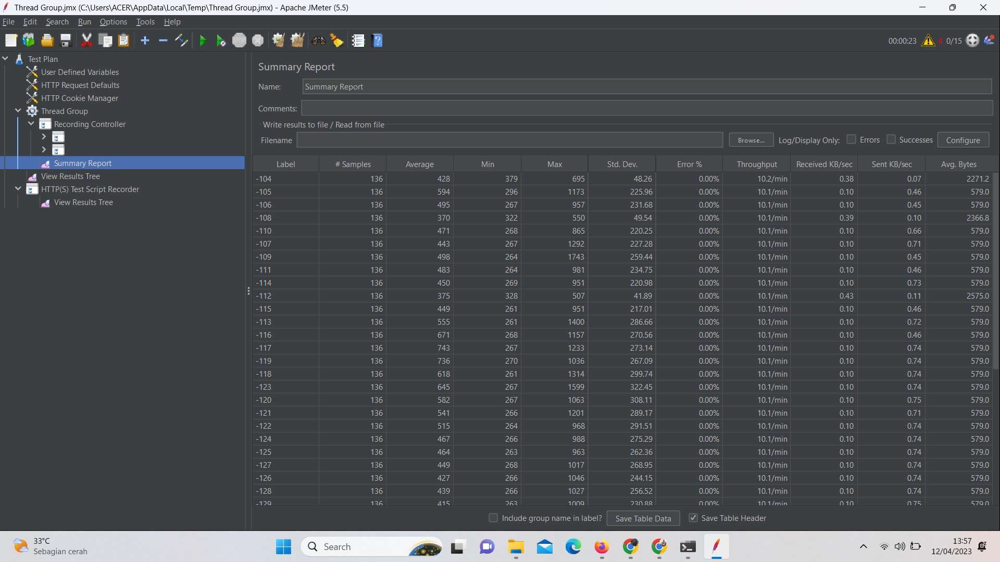 Thread Group.jmx (C:\Users\ACER\AppData\Local\Temp\Thread Group.jmx) - Apache JMeter (5.5)
File Edit Search Run Options Tools Help
STOP
00:00:23 4 0/15
Test Plan
User Defined Variables
HTTP Request Defaults
HTTP Cookie Manager
Thread Group
Recording Controller
Summary Report
View Results Tree
HTTP(S) Test Script Recorder
View Results Tree
Summary Report
Name: Summary Report
Comments:
Write results to file / Read from file
Filename Browse... Log/Display Only: Errors Successes Configure
Label # Samples Average Min Max Std. Dev. Error % Throughput Received KB/sec Sent KB/sec Avg. Bytes
-104 136 428 379 695 48.26 0.00% 10.2/min 0.38 0.07 2271.2
-105 136 594 296 1173 225.96 0.00% 10.1/min 0.10 0.46 579.0
-106 136 495 267 957 231.68 0.00% 10.1/min 0.10 0.45 579.0
-108 136 370 322 550 49.54 0.00% 10.1/min 0.39 0.10 2366.8
-110 136 471 268 865 220.25 0.00% 10.1/min 0.10 0.66 579.0
-107 136 443 267 1292 227.28 0.00% 10.1/min 0.10 0.71 579.0
-109 136 498 264 1743 259.44 0.00% 10.1/min 0.10 0.45 579.0
-111 136 483 264 981 234.75 0.00% 10.1/min 0.10 0.46 579.0
-114 136 450 269 951 220.98 0.00% 10.1/min 0.10 0.73 579.0
-112 136 375 328 507 41.89 0.00% 10.1/min 0.43 0.11 2575.0
-115 136 449 261 951 217.01 0.00% 10.1/min 0.10 0.46 579.0
-113 136 555 261 1400 286.66 0.00% 10.1/min 0.10 0.72 579.0
-116 136 671 268 1157 270.56 0.00% 10.1/min 0.10 0.46 579.0
-117 136 743 267 1233 273.14 0.00% 10.1/min 0.10 0.74 579.0
-119 136 736 270 1036 267.09 0.00% 10.1/min 0.10 0.74 579.0
-118 136 618 261 1314 299.74 0.00% 10.1/min 0.10 0.74 579.0
-123 136 645 267 1599 322.45 0.00% 10.1/min 0.10 0.74 579.0
-120 136 582 267 1063 308.11 0.00% 10.1/min 0.10 0.75 579.0
-121 136 541 266 1201 289.17 0.00% 10.1/min 0.10 0.71 579.0
-122 136 515 264 968 291.51 0.00% 10.1/min 0.10 0.74 579.0
-124 136 467 266 988 275.29 0.00% 10.1/min 0.10 0.74 579.0
-125 136 464 263 963 262.36 0.00% 10.1/min 0.10 0.74 579.0
-127 136 449 268 1017 268.95 0.00% 10.1/min 0.10 0.74 579.0
-126 136 427 266 1046 244.15 0.00% 10.1/min 0.10 0.74 579.0
-128 136 439 266 1027 256.52 0.00% 10.1/min 0.10 0.74 579.0
-129 136 415 263 1009 230.88 0.00% 10.1/min 0.10 0.75 579.0
Include group name in label? Save Table Data Save Table Header
33°C
Sebagian cerah
Search
13:57
12/04/2023